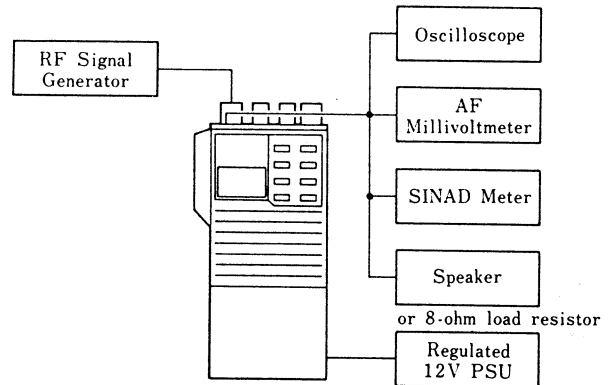 RF Signal
Generator
Oscilloscope
AF
Millivoltmeter
SINAD Meter
Speaker
or 8-ohm load resistor
Regulated
12V PSU